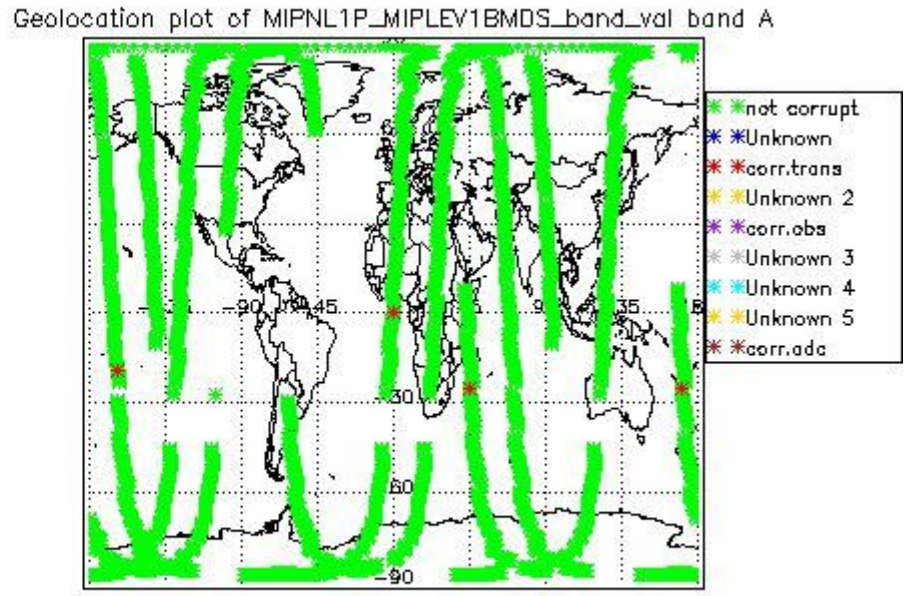 Geolocation plot of MIPNL1P_MIPLEV1BMDS_band_val band A
not corrupt
Unknown
corr.trans
Unknown 2
corr.obs
Unknown 3
Unknown 4
Unknown 5
corr.adc
-90
-30
-60
-90